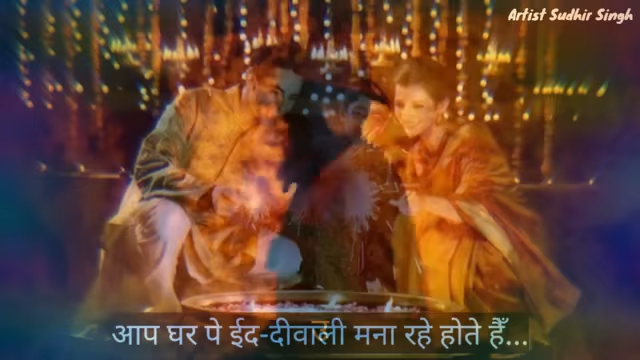 Artist Sudhir Singh
आप घर पे ईद-दीवाली मना रहे होते हैँ...